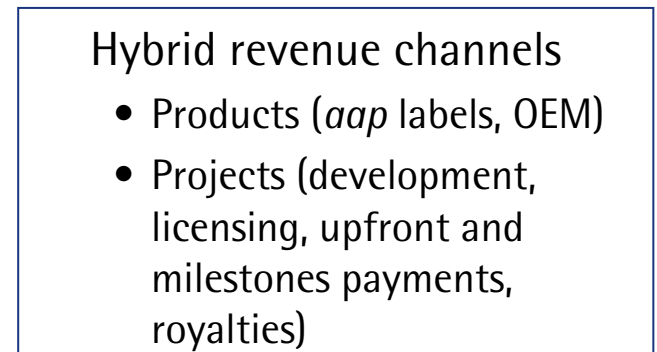 Hybrid revenue channels
• Products (aap labels, OEM)
• Projects (development,
licensing, upfront and
milestones payments,
royalties)